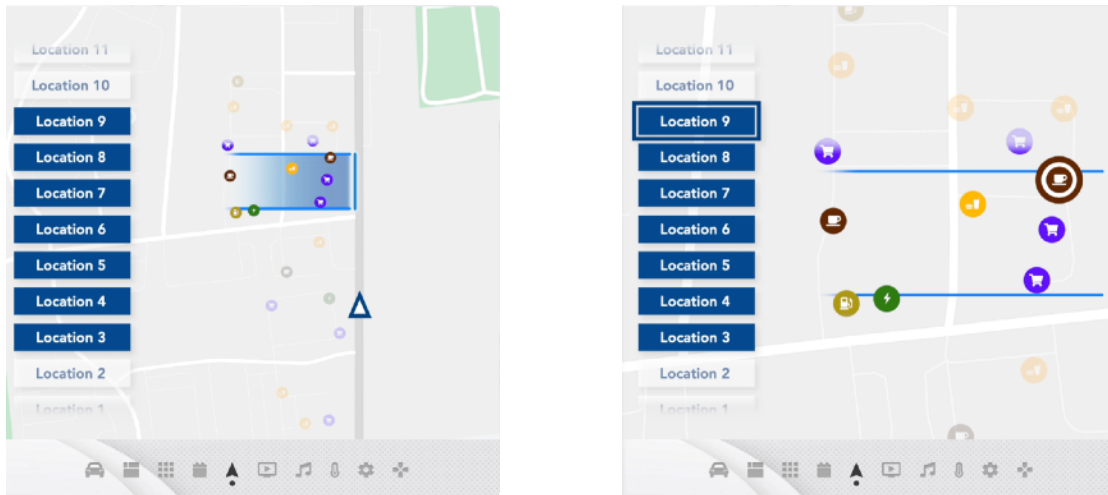 Location 11
Location 10
Location 9
Location 8
Location 7
Location 6
Location 5
Location 4
Location 3
Location 2
Location 1
Location 11
Location 10
Location 9
Location 8
Location 7
Location 6
Location 5
Location 4
Location 3
Location 2
Location 1